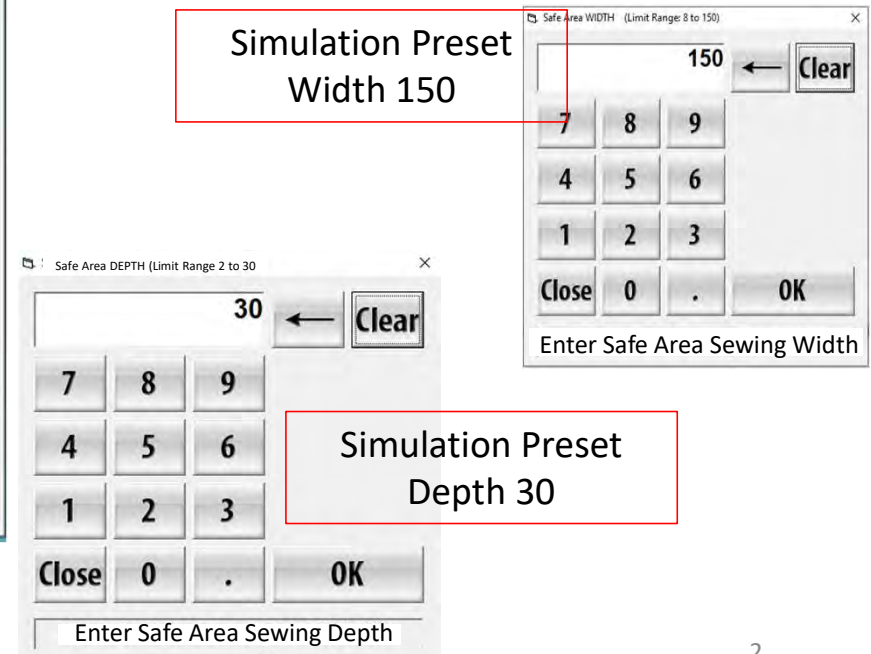 Simulation Preset
Width 150
Safe Area WIDTH (Limit Range: 8 to 150)
150
← Clear
7 8 9
4 5 6
1 2 3
Close 0 . OK
Enter Safe Area Sewing Width
Safe Area DEPTH (Limit Range 2 to 30
30
← Clear
7 8 9
4 5 6
1 2 3
Close 0 . OK
Enter Safe Area Sewing Depth
Simulation Preset
Depth 30
2